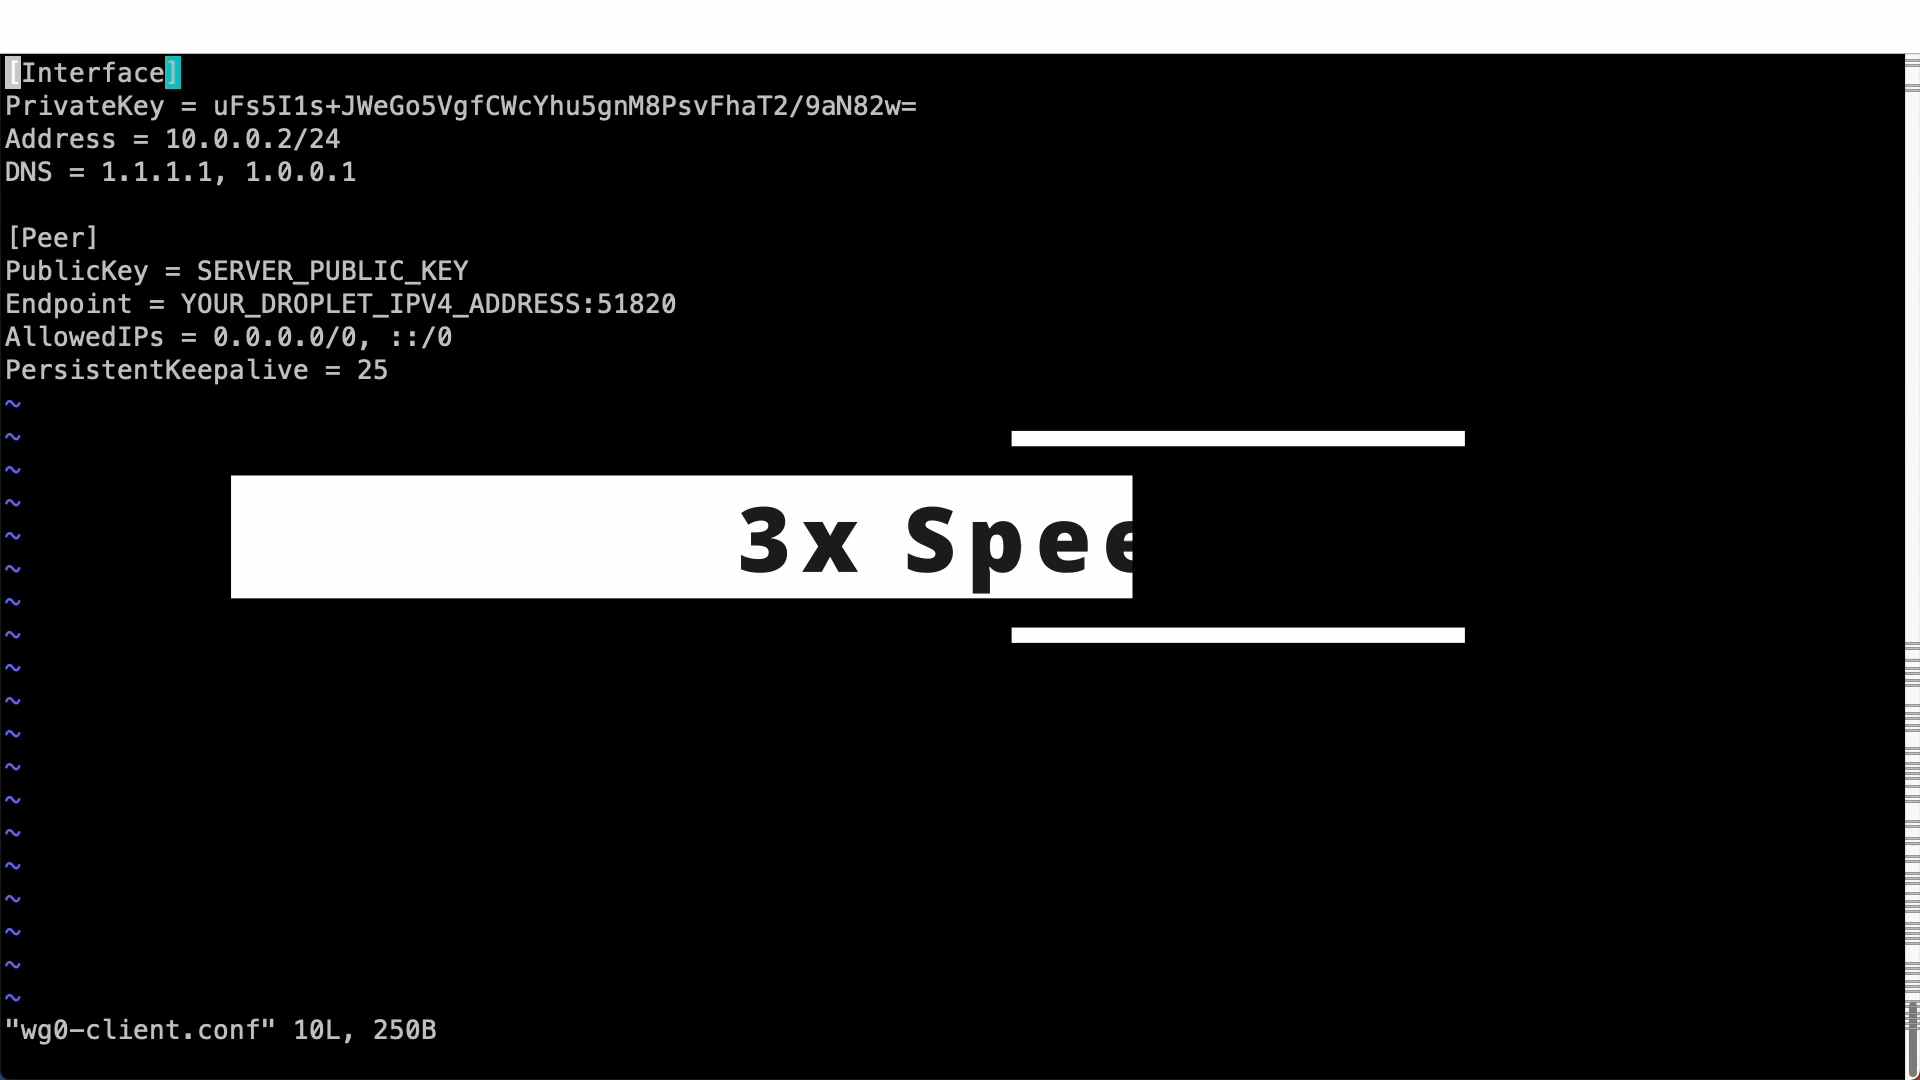 [Interface]
PrivateKey = uFs5I1s+JWeGo5VgfCWcYhu5gnM8PsvFhaT2/9aN82w=
Address = 10.0.0.2/24
DNS = 1.1.1.1, 1.0.0.1
[Peer]
PublicKey = SERVER_PUBLIC_KEY
Endpoint = YOUR_DROPLET_IPV4_ADDRESS:51820
AllowedIPs = 0.0.0.0/0, ::/0
PersistentKeepalive = 25
~
~
~
~
~
3x Spee
~
~
~
~
~
~
~
~
~
~
~
~
~
~
"wg0-client.conf" 10L, 250B